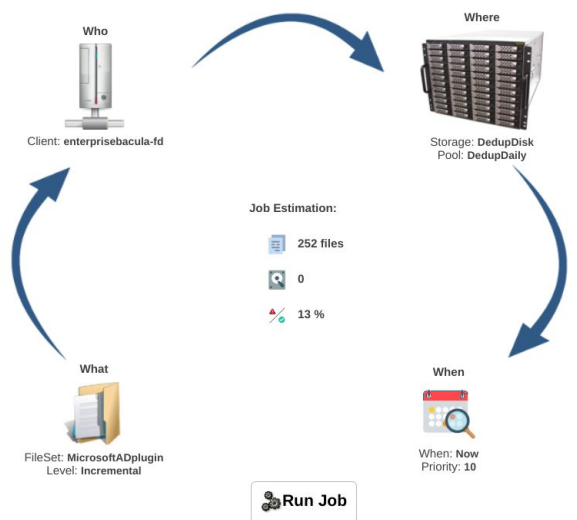 Who
Client: enterprisebacula-fd
Where
Storage: DedupDisk
Pool: DedupDaily
Job Estimation:
252 files
0
13 %
What
FileSet: MicrosoftADplugin
Level: Incremental
When
When: Now
Priority: 10
Run Job